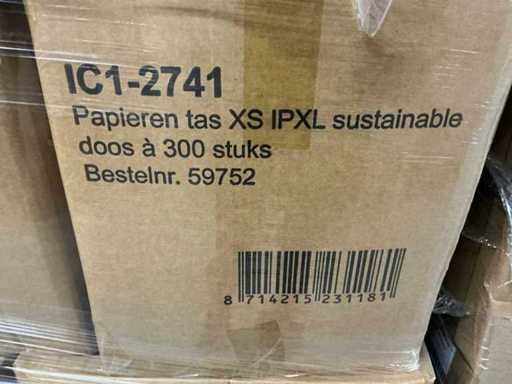 IC1-2741
Papieren tas XS IPXL sustainable
doos à 300 stuks
Bestelnr. 59752
8 714215 231181